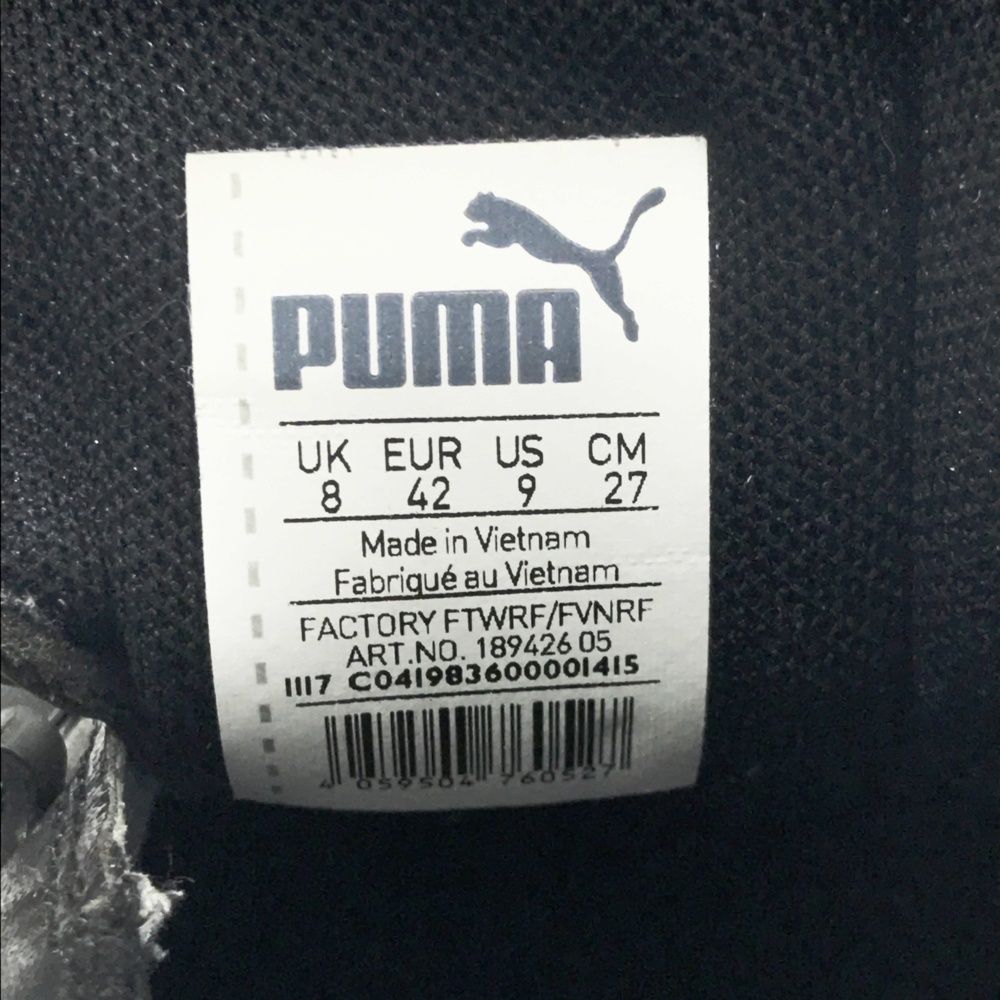 PUMA
UK EUR US CM
8 42 9 27
Made in Vietnam
Fabriqué au Vietnam
FACTORY FTWRF/FVNRF
ART.NO. 189426 05
1117 C041983600001415
4 059504 760527